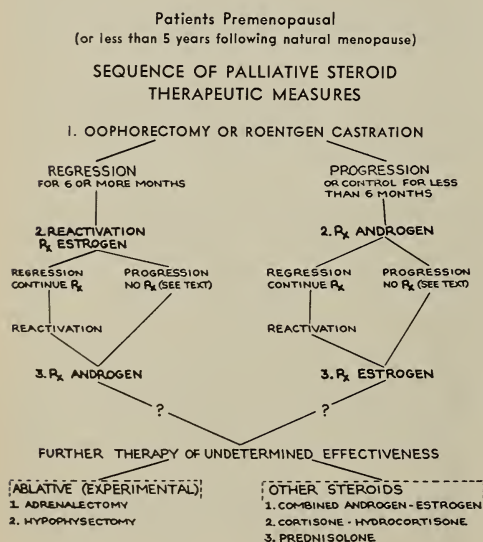 Patients Premenopausal
(or less than 5 years following natural menopause)
SEQUENCE OF PALLIATIVE STEROID
THERAPEUTIC MEASURES
1. OOPHORECTOMY OR ROENTGEN CASTRATION
REGRESSION
FOR 6 OR MORE MONTHS
PROGRESSION
OR CONTROL FOR LESS
THAN 6 MONTHS
2. REACTIVATION
Rx ESTROGEN
2. Rx ANDROGEN
REGRESSION
CONTINUE Rx
PROGRESSION
NO Rx (SEE TEXT)
REGRESSION
CONTINUE Rx
PROGRESSION
NO Rx (SEE TEXT)
REACTIVATION
REACTIVATION
3. Rx ANDROGEN
3. Rx ESTROGEN
?
?
FURTHER THERAPY OF UNDETERMINED EFFECTIVENESS
ABLATIVE (EXPERIMENTAL)
1. ADRENALECTOMY
2. HYPOPHYSECTOMY
OTHER STEROIDS
1. COMBINED ANDROGEN-ESTROGEN
2. CORTISONE - HYDROCORTISONE
3. PREDNISOLONE